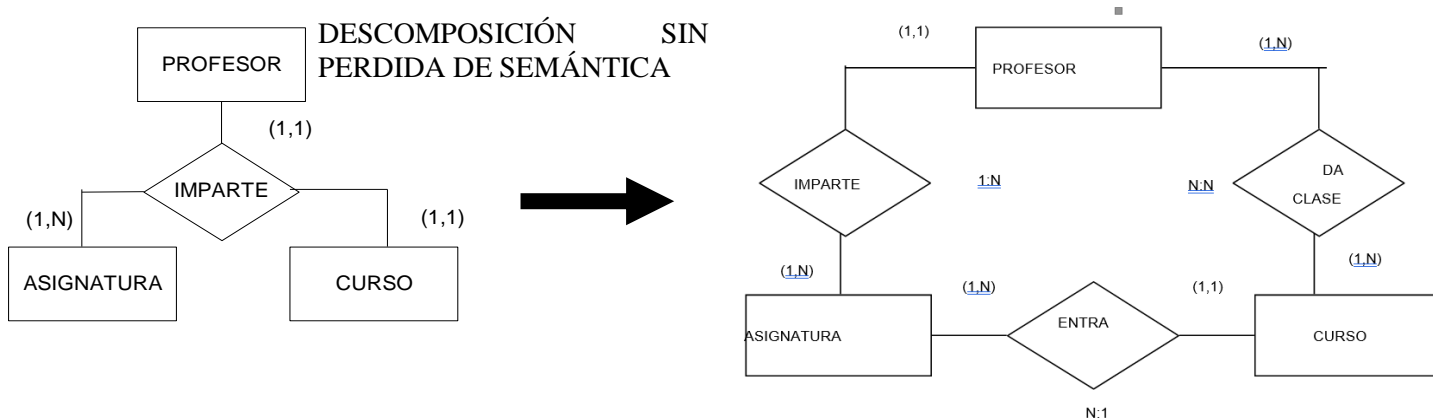 PROFESOR
(1,1)
IMPARTE
(1,N)
(1,1)
ASIGNATURA
CURSO
DESCOMPOSICIÓN SIN
PERDIDA DE SEMÁNTICA
(1,1)
PROFESOR
(1,N)
IMPARTE
1:N
N:N
DA
CLASE
(1,N)
(1,N)
(1,1)
(1,N)
ASIGNATURA
ENTRA
CURSO
N:1